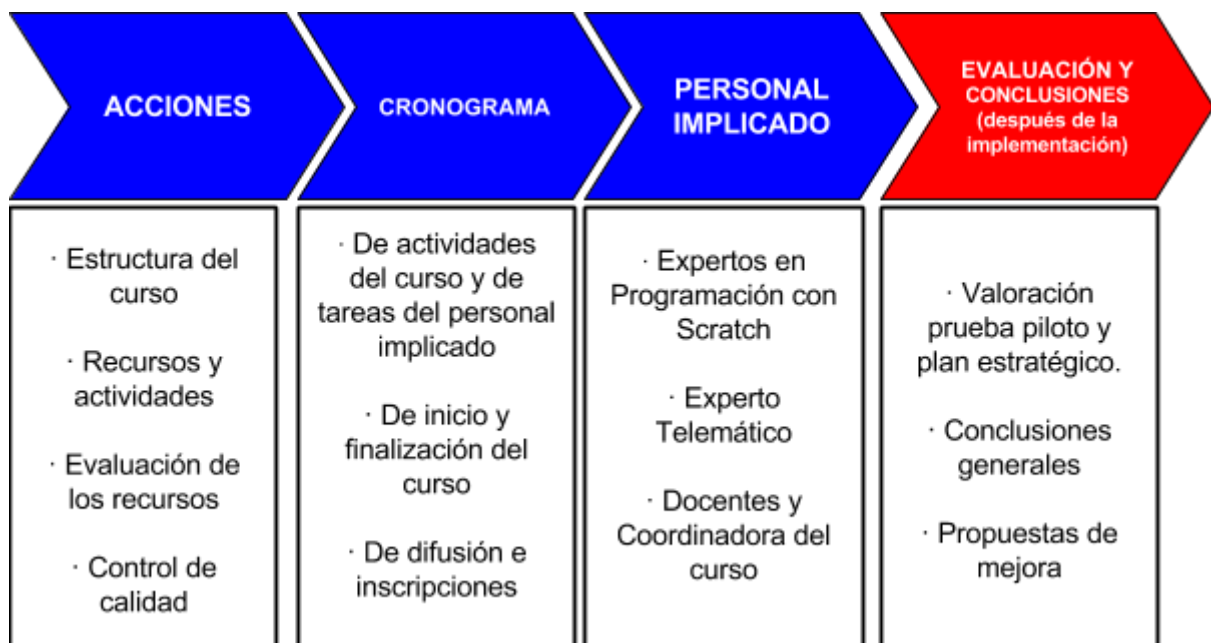 ACCIONES
CRONOGRAMA
PERSONAL
IMPLICADO
EVALUACIÓN Y
CONCLUSIONES
(después de la
implementación)
· Estructura del
curso
· Recursos y
actividades
· Evaluación de
los recursos
· Control de
calidad
· De actividades
del curso y de
tareas del personal
implicado
· De inicio y
finalización del
curso
· De difusión e
inscripciones
· Expertos en
Programación con
Scratch
· Experto
Telemático
· Docentes y
Coordinadora del
curso
· Valoración
prueba piloto y
plan estratégico.
· Conclusiones
generales
· Propuestas de
mejora